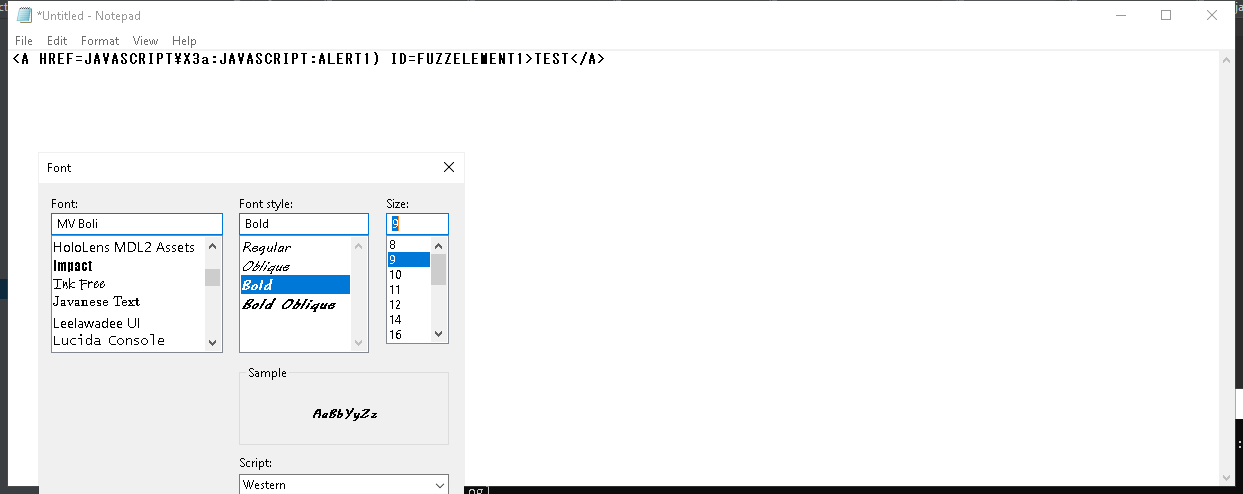 *Untitled - Notepad
File Edit Format View Help
<A HREF=JAVASCRIPT¥X3a:JAVASCRIPT:ALERT1) ID=FUZZELEMENT1>TEST</A>
Font
Font: Font style: Size:
MV Boli Bold 9
HoloLens MDL2 Assets
Impact
Ink Free
Javanese Text
Leelawadee UI
Lucida Console
Regular
Oblique
Bold
Bold Oblique
8
9
10
11
12
14
16
Sample
AaBbYyZz
Script:
Western